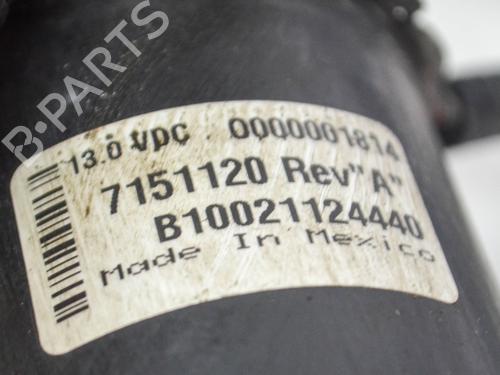 B-PARTS
13.0 VDC 0000001814
7151120 Rev"A"
B10021124440
Made In Mexico